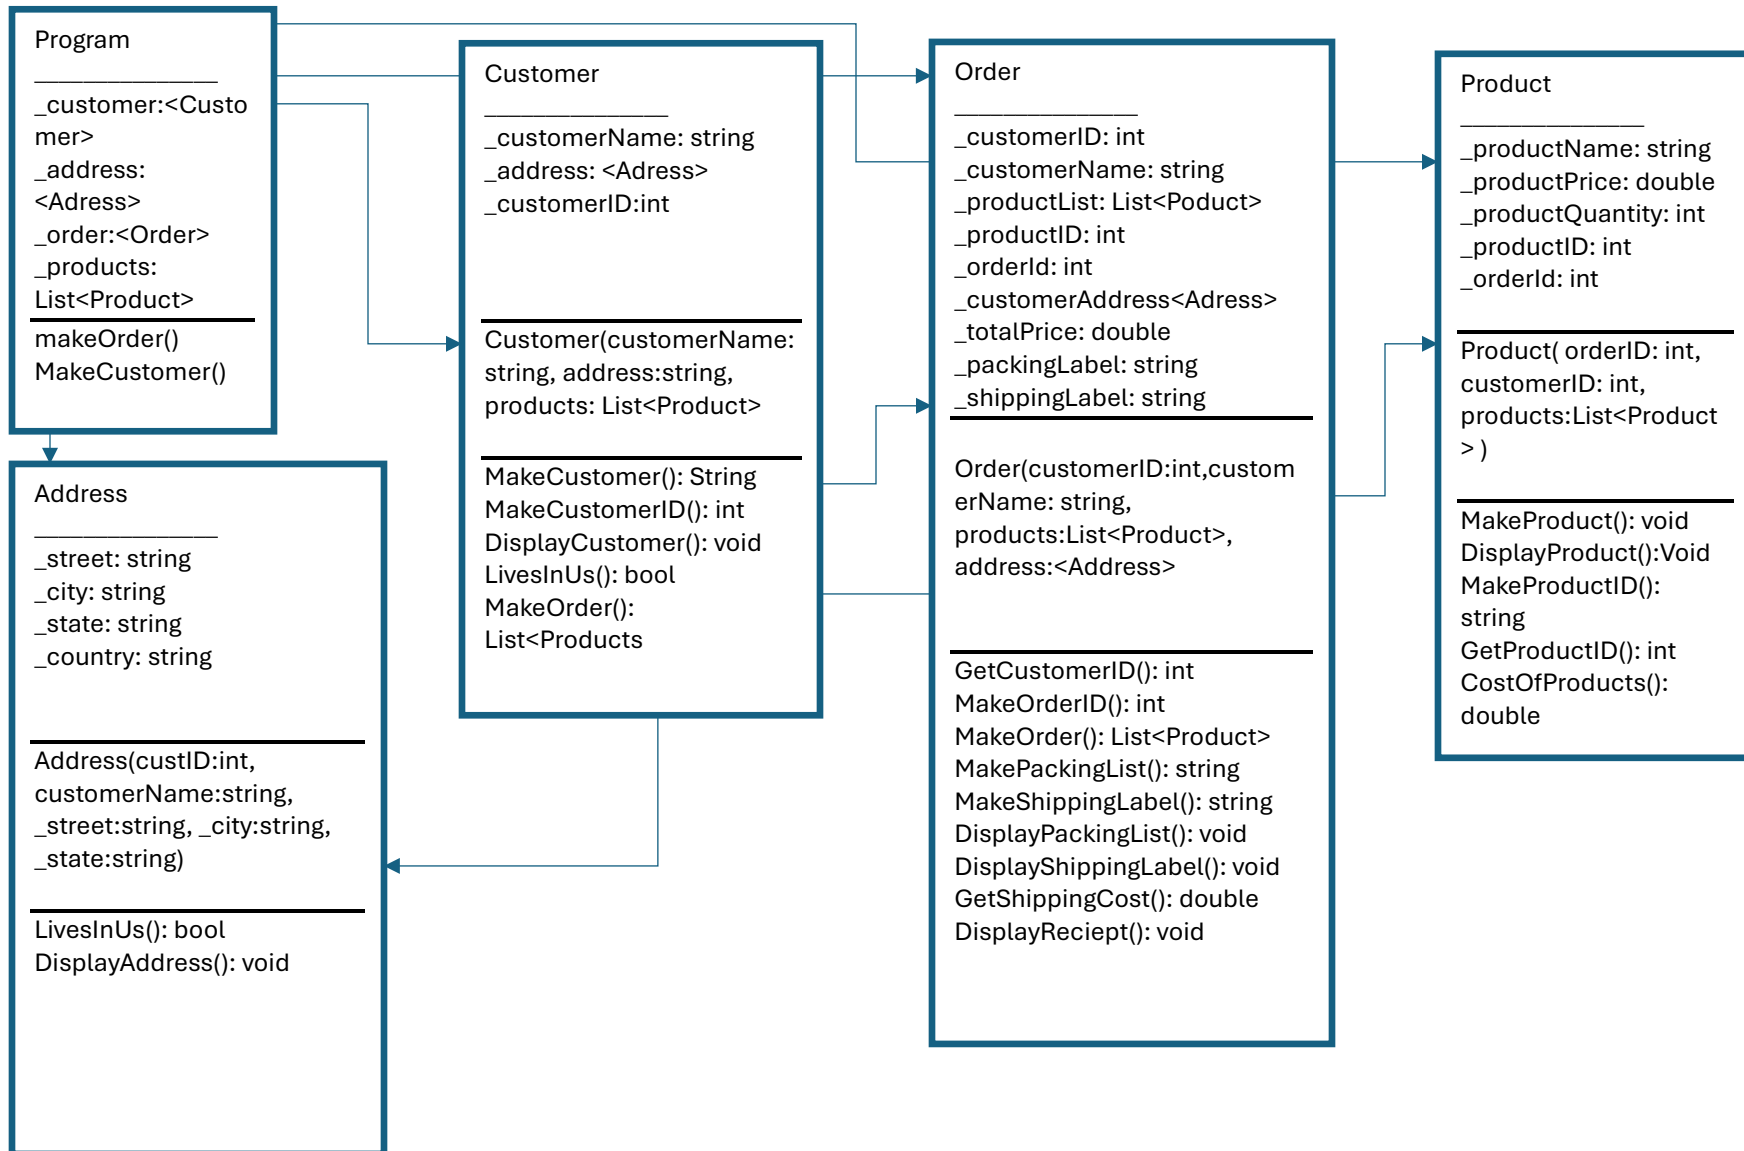 Program
_______________
_customer:<Custo
mer>
_address:
<Adress>
_order:<Order>
_products:
List<Product>
makeOrder()
MakeCustomer()
Address
_______________
_street: string
_city: string
_state: string
_country: string
Address(custID:int,
customerName:string,
_street:string, _city:string,
_state:string)
LivesInUs(): bool
DisplayAddress(): void
Customer
_______________
_customerName: string
_address: <Adress>
_customerID:int
Customer(customerName:
string, address:string,
products: List<Product>
MakeCustomer(): String
MakeCustomerID(): int
DisplayCustomer(): void
LivesInUs(): bool
MakeOrder():
List<Products
Order
_______________
_customerID: int
_customerName: string
_productList: List<Poduct>
_productID: int
_orderId: int
_customerAddress<Adress>
_totalPrice: double
_packingLabel: string
_shippingLabel: string
Order(customerID:int,custom
erName: string,
products:List<Product>,
address:<Address>
GetCustomerID(): int
MakeOrderID(): int
MakeOrder(): List<Product>
MakePackingList(): string
MakeShippingLabel(): string
DisplayPackingList(): void
DisplayShippingLabel(): void
GetShippingCost(): double
DisplayReciept(): void
Product
_______________
_productName: string
_productPrice: double
_productQuantity: int
_productID: int
_orderId: int
Product( orderID: int,
customerID: int,
products:List<Product
> )
MakeProduct(): void
DisplayProduct():Void
MakeProductID():
string
GetProductID(): int
CostOfProducts():
double